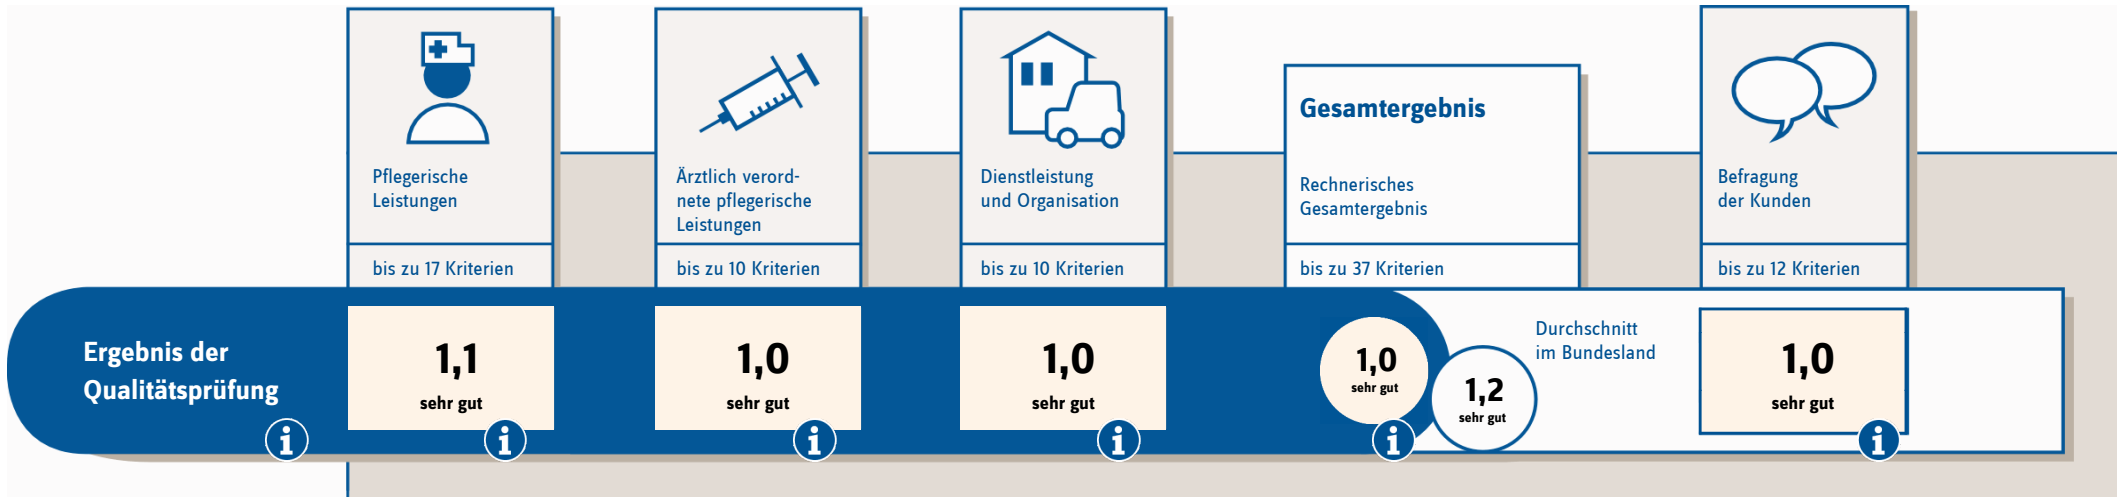 Pflegerische
Leistungen
bis zu 17 Kriterien
Ärztlich verord-
nete pflegerische
Leistungen
bis zu 10 Kriterien
Dienstleistung
und Organisation
bis zu 10 Kriterien
Gesamtergebnis
Rechnerisches
Gesamtergebnis
bis zu 37 Kriterien
Befragung
der Kunden
bis zu 12 Kriterien
Ergebnis der
Qualitätsprüfung
i
1,1
sehr gut
i
1,0
sehr gut
i
1,0
sehr gut
i
1,0
sehr gut
i
1,2
sehr gut
Durchschnitt
im Bundesland
1,0
sehr gut
i